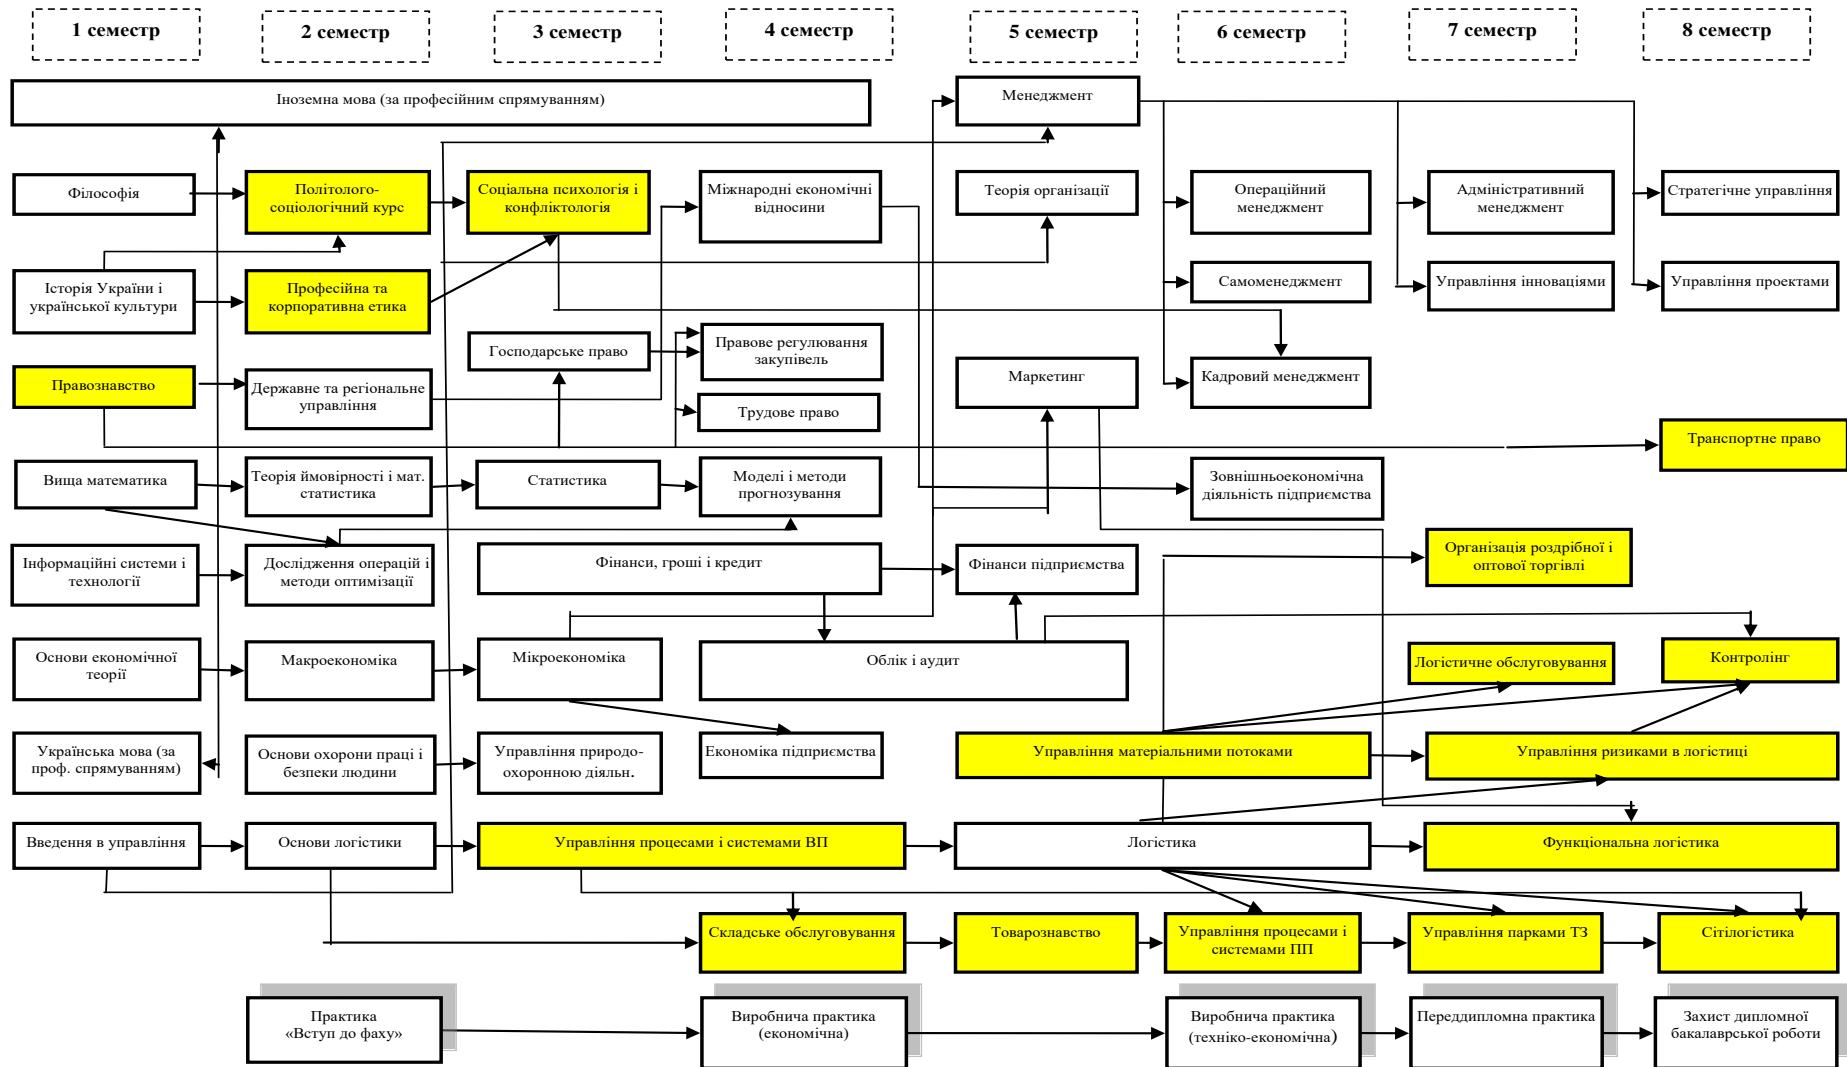 1 семестр
2 семестр
3 семестр
4 семестр
5 семестр
6 семестр
7 семестр
8 семестр
Іноземна мова (за професійним спрямуванням)
Менеджмент
Філософія
Політолого-
соціологічний курс
Соціальна психологія і
конфліктологія
Міжнародні економічні
відносини
Теорія організації
Операційний
менеджмент
Адміністративний
менеджмент
Стратегічне управління
Історія України і
української культури
Професійна та
корпоративна етика
Самоменеджмент
Управління інноваціями
Управління проектами
Господарське право
Правове регулювання
закупівель
Правознавство
Державне та регіональне
управління
Трудове право
Маркетинг
Кадровий менеджмент
Транспортне право
Вища математика
Теорія ймовірності і мат.
статистика
Статистика
Моделі і методи
прогнозування
Зовнішньоекономічна
діяльність підприємства
Інформаційні системи і
технології
Дослідження операцій і
методи оптимізації
Фінанси, гроші і кредит
Фінанси підприємства
Організація роздрібної і
оптової торгівлі
Основи економічної
теорії
Макроекономіка
Мікроекономіка
Облік і аудит
Логістичне обслуговування
Контролінг
Українська мова (за
проф. спрямуванням)
Основи охорони праці і
безпеки людини
Управління природо-
охоронною діяльн.
Економіка підприємства
Управління матеріальними потоками
Управління ризиками в логістиці
Введення в управління
Основи логістики
Управління процесами і системами ВП
Логістика
Функціональна логістика
Складське обслуговування
Товарознавство
Управління процесами і
системами ПП
Управління парками ТЗ
Сітілогістика
Практика
«Вступ до фаху»
Виробнича практика
(економічна)
Виробнича практика
(техніко-економічна)
Переддипломна практика
Захист дипломної
бакалаврської роботи